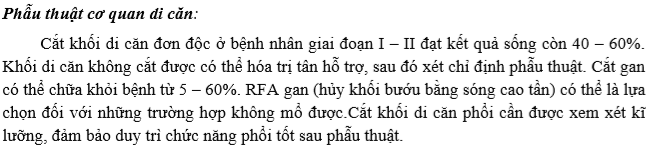 Phẫu thuật cơ quan di căn:
Cắt khối di căn đơn độc ở bệnh nhân giai đoạn I – II đạt kết quả sống còn 40 – 60%.
Khối di căn không cắt được có thể hóa trị tân hỗ trợ, sau đó xét chỉ định phẫu thuật. Cắt gan
có thể chữa khỏi bệnh từ 5 – 60%. RFA gan (hủy khối bướu bằng sóng cao tần) có thể là lựa
chọn đối với những trường hợp không mổ được.Cắt khối di căn phổi cần được xem xét kĩ
lưỡng, đảm bảo duy trì chức năng phổi tốt sau phẫu thuật.